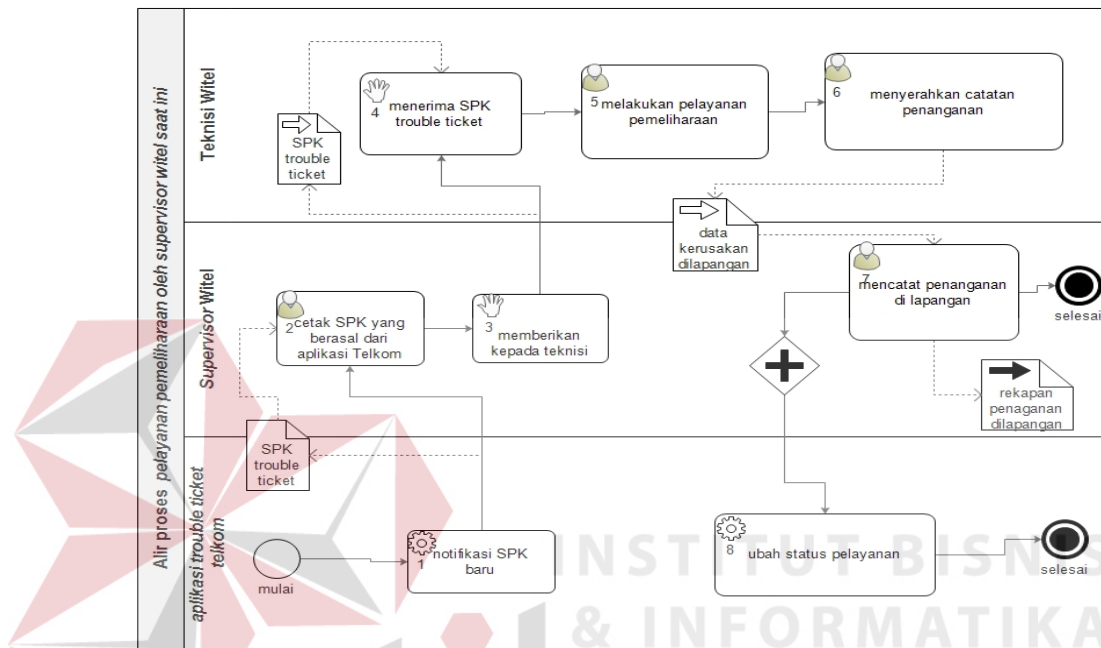 Alir proses pelayanan pemeliharaan oleh supervisor witel saat ini
Teknisi Witel
4
menerima SPK
trouble ticket
5
melakukan pelayanan
pemeliharaan
6
menyerahkan catatan
penanganan
SPK
trouble
ticket
data
kerusakan
dilapangan
Supervisor Witel
2
cetak SPK yang
berasal dari
aplikasi Telkom
3
memberikan
kepada teknisi
7
mencatat penanganan
di lapangan
selesai
rekapan
penaganan
dilapangan
SPK
trouble
ticket
aplikasi trouble ticket
telkom
mulai
1
notifikasi SPK
baru
8
ubah status pelayanan
selesai
INSTITUT BISNIS
& INFORMATIKA